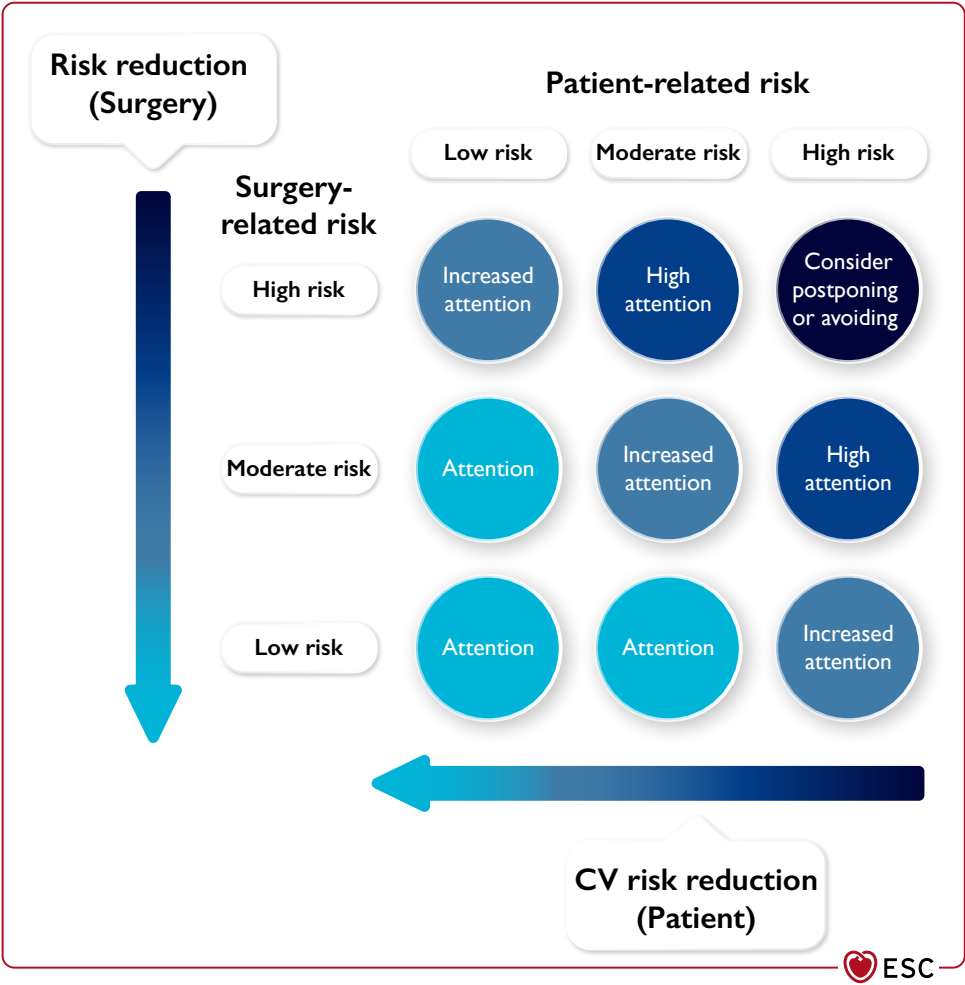 Risk reduction
(Surgery)
Patient-related risk
Low risk
Moderate risk
High risk
Surgery-
related risk
High risk
Increased
attention
High
attention
Consider
postponing
or avoiding
Moderate risk
Attention
Increased
attention
High
attention
Low risk
Attention
Attention
Increased
attention
CV risk reduction
(Patient)
ESC